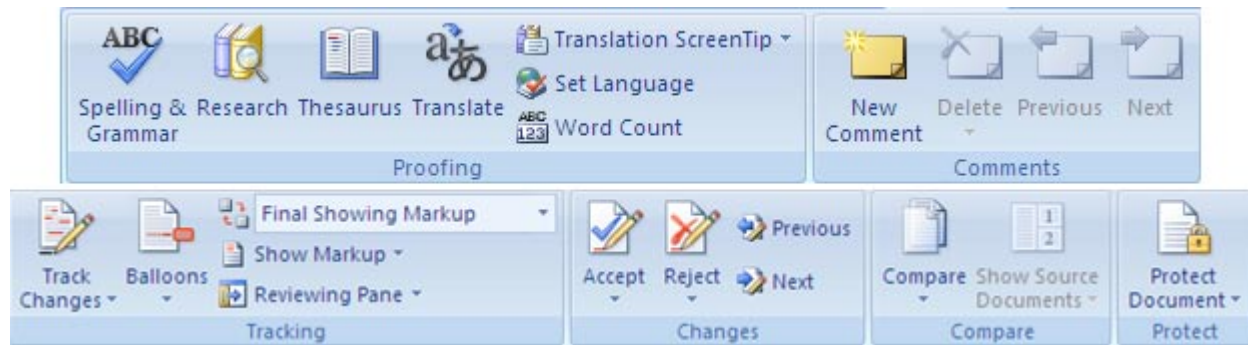 ABC
Spelling & Grammar
Research
Thesaurus
aあ
Translate
Translation ScreenTip
Set Language
ABC 123 Word Count
Proofing
New Comment
Delete
Previous
Next
Comments
Track Changes
Balloons
Final Showing Markup
Show Markup
Reviewing Pane
Tracking
Accept
Reject
Previous
Next
Changes
Compare
1
2
Show Source Documents
Compare
Protect Document
Protect